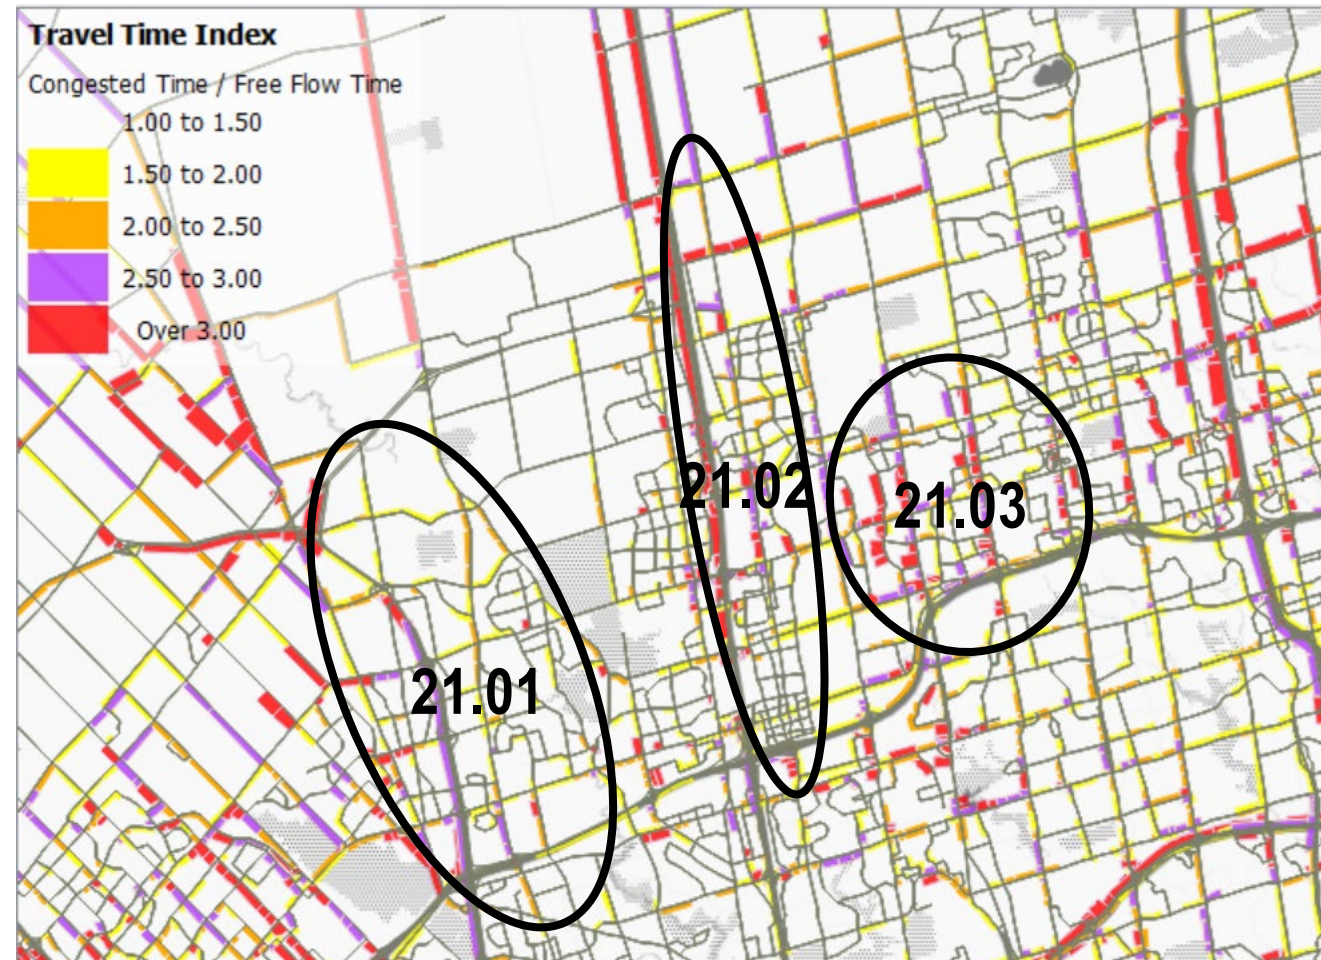 Travel Time Index
Congested Time / Free Flow Time
1.00 to 1.50
1.50 to 2.00
2.00 to 2.50
2.50 to 3.00
Over 3.00
21.02
21.03
21.01